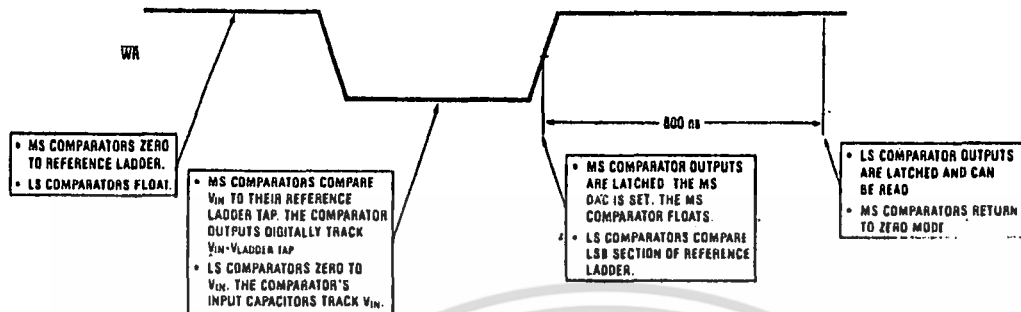 WR
800 ns
• MS COMPARATORS ZERO
TO REFERENCE LADDER.
• LS COMPARATORS FLOAT.
• MS COMPARATORS COMPARE
VIN TO THEIR REFERENCE
LADDER TAP. THE COMPARATOR
OUTPUTS DIGITALLY TRACK
VIN-VLADDER TAP
• LS COMPARATORS ZERO TO
VIN. THE COMPARATOR'S
INPUT CAPACITORS TRACK VIN.
• MS COMPARATOR OUTPUTS
ARE LATCHED THE MS
DAC IS SET. THE MS
COMPARATOR FLOATS.
• LS COMPARATORS COMPARE
LSB SECTION OF REFERENCE
LADDER.
• LS COMPARATOR OUTPUTS
ARE LATCHED AND CAN
BE READ
• MS COMPARATORS RETURN
TO ZERO MODE